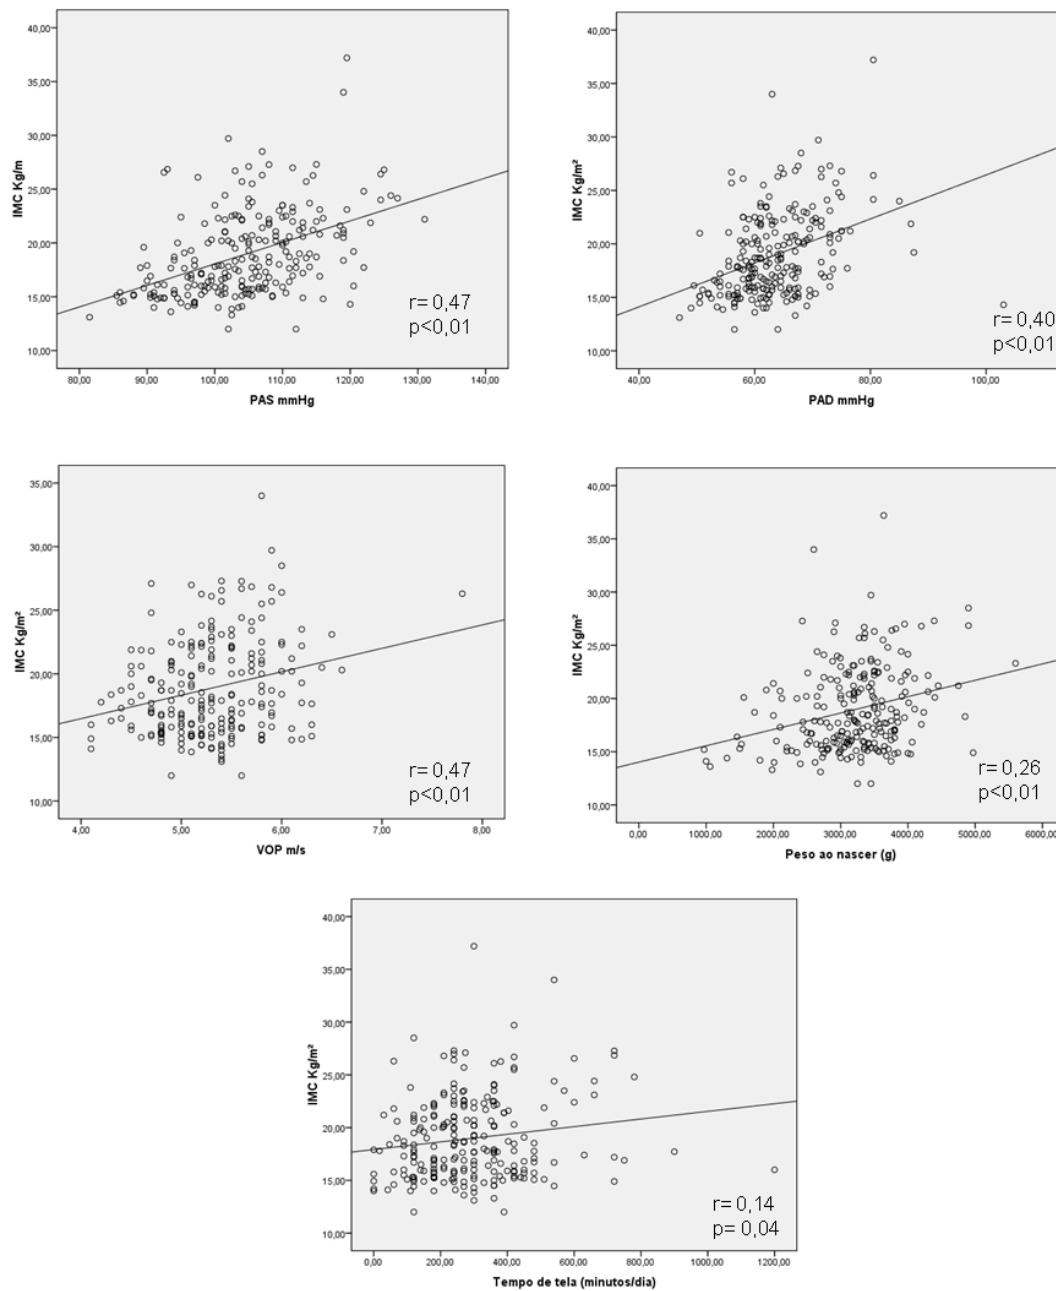 40,00
35,00
30,00
25,00
20,00
15,00
10,00
IMC Kg/m
80,00 90,00 100,00 110,00 120,00 130,00 140,00
PAS mmHg
r= 0,47
p<0,01
40,00
35,00
30,00
25,00
20,00
15,00
10,00
IMC Kg/m²
40,00 60,00 80,00 100,00
PAD mmHg
r= 0,40
p<0,01
35,00
30,00
25,00
20,00
15,00
10,00
IMC Kg/m²
4,00 5,00 6,00 7,00 8,00
VOP m/s
r= 0,47
p<0,01
40,00
35,00
30,00
25,00
20,00
15,00
10,00
IMC Kg/m²
0,00 1000,00 2000,00 3000,00 4000,00 5000,00 6000,00
Peso ao nascer (g)
r= 0,26
p<0,01
40,00
35,00
30,00
25,00
20,00
15,00
10,00
IMC Kg/m²
0,00 200,00 400,00 600,00 800,00 1000,00 1200,00
Tempo de tela (minutos/dia)
r= 0,14
p= 0,04